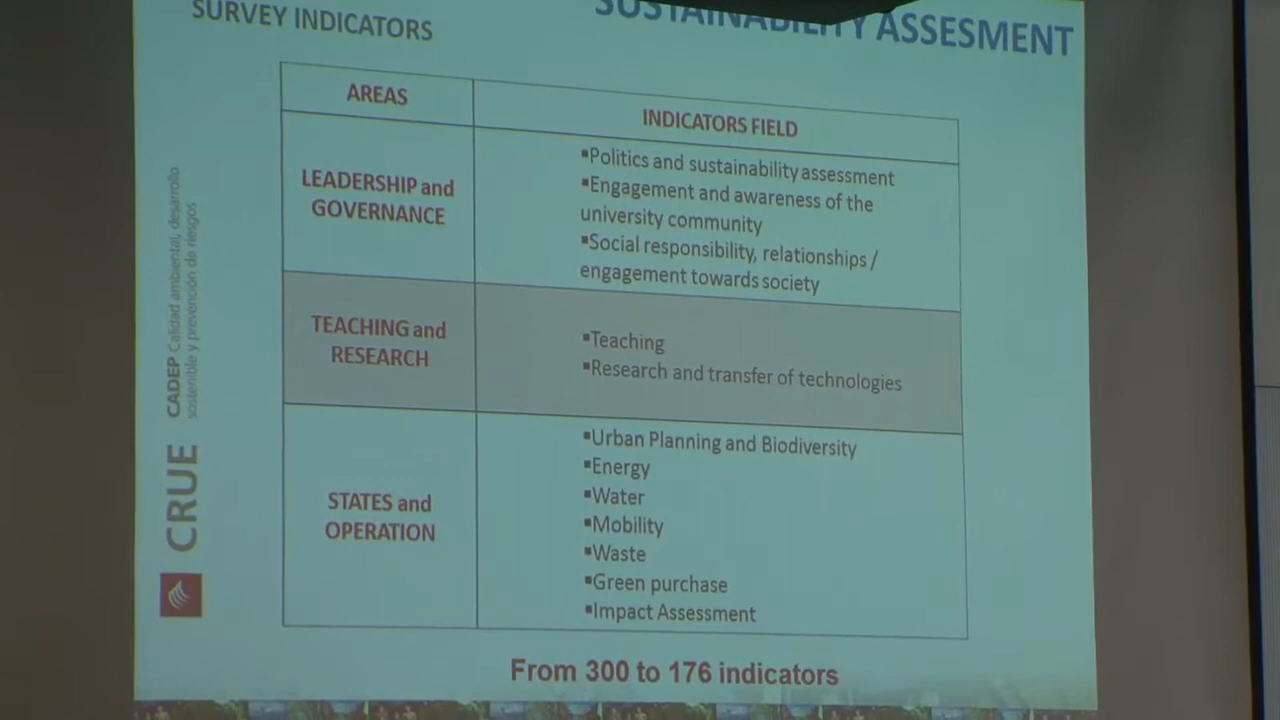 SURVEY INDICATORS
SUSTAINABILITY ASSESMENT
AREAS
INDICATORS FIELD
LEADERSHIP and
GOVERNANCE
▪Politics and sustainability assessment
▪Engagement and awareness of the
university community
▪Social responsibility, relationships /
engagement towards society
TEACHING and
RESEARCH
▪Teaching
▪Research and transfer of technologies
STATES and
OPERATION
▪Urban Planning and Biodiversity
▪Energy
▪Water
▪Mobility
▪Waste
▪Green purchase
▪Impact Assessment
From 300 to 176 indicators
CRUE
CADEP Calidad ambiental, desarrollo
sostenible y prevención de riesgos